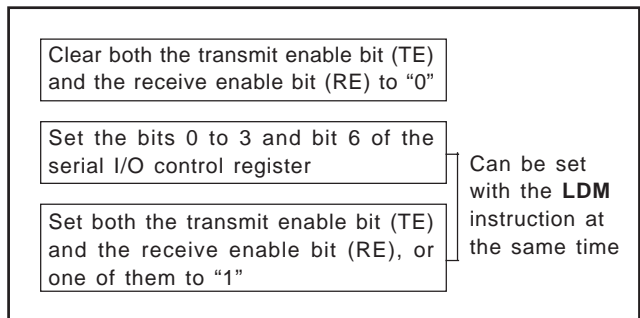 Clear both the transmit enable bit (TE)
and the receive enable bit (RE) to “0”
Set the bits 0 to 3 and bit 6 of the
serial I/O control register
Set both the transmit enable bit (TE)
and the receive enable bit (RE), or
one of them to “1”
Can be set
with the LDM
instruction at
the same time